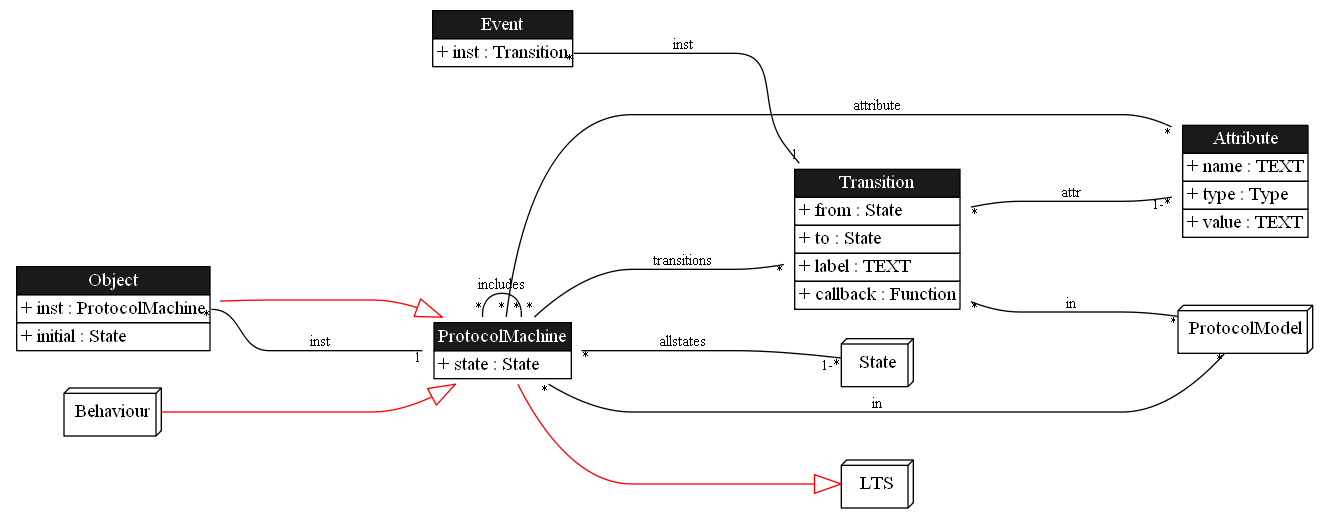 Event
+ inst : Transition
*
inst
1
attribute
*
Attribute
+ name : TEXT
+ type : Type
+ value : TEXT
Transition
+ from : State
+ to : State
+ label : TEXT
+ callback : Function
*
attr
1-*
transitions
*
includes
* * * *
Object
+ inst : ProtocolMachine
*
+ initial : State
inst
1
ProtocolMachine
+ state : State
*
allstates
1-*
State
*
in
*
ProtocolModel
*
in
*
Behaviour
LTS